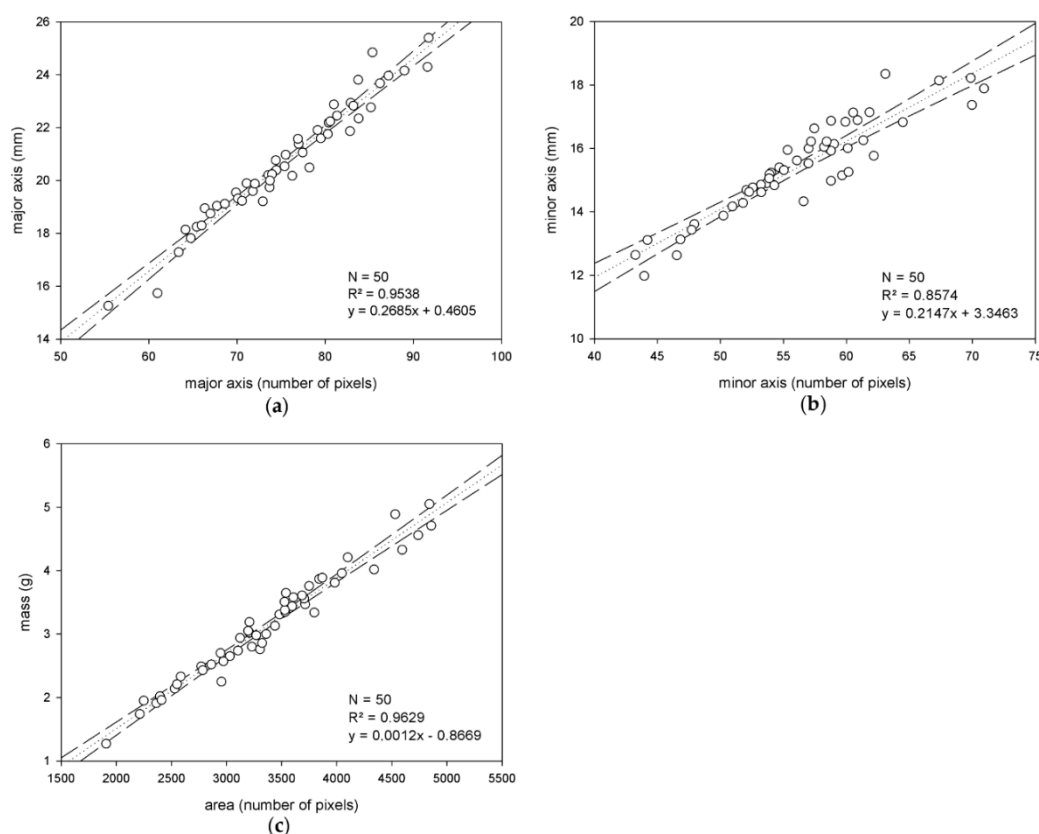 26
24
22
20
18
16
14
major axis (mm)
N = 50
R² = 0.9538
y = 0.2685x + 0.4605
50 60 70 80 90 100
major axis (number of pixels)
(a)
20
18
16
14
12
10
minor axis (mm)
N = 50
R² = 0.8574
y = 0.2147x + 3.3463
40 45 50 55 60 65 70 75
minor axis (number of pixels)
(b)
6
5
4
3
2
1
mass (g)
N = 50
R² = 0.9629
y = 0.0012x - 0.8669
1500 2000 2500 3000 3500 4000 4500 5000 5500
area (number of pixels)
(c)